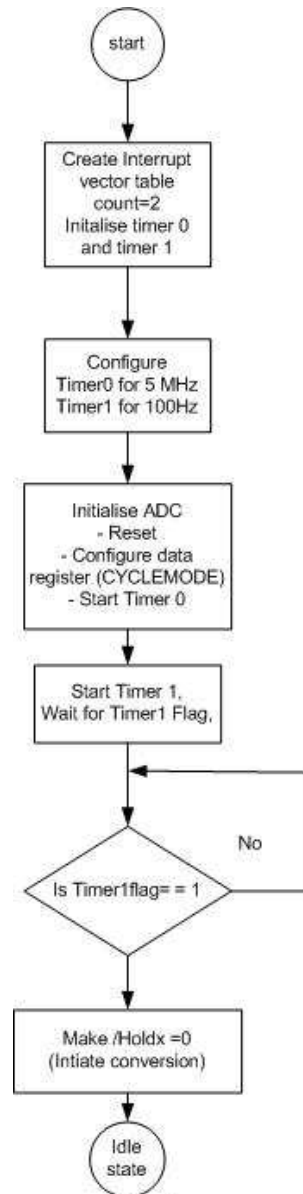 start
Create Interrupt
vector table
count=2
Initalise timer 0
and timer 1
Configure
Timer0 for 5 MHz
Timer1 for 100Hz
Initialise ADC
- Reset
- Configure data
register (CYCLEMODE)
- Start Timer 0
Start Timer 1,
Wait for Timer1 Flag,
No
Is Timer1flag= = 1
Make /Holdx =0
(Intiate conversion)
Idle
state